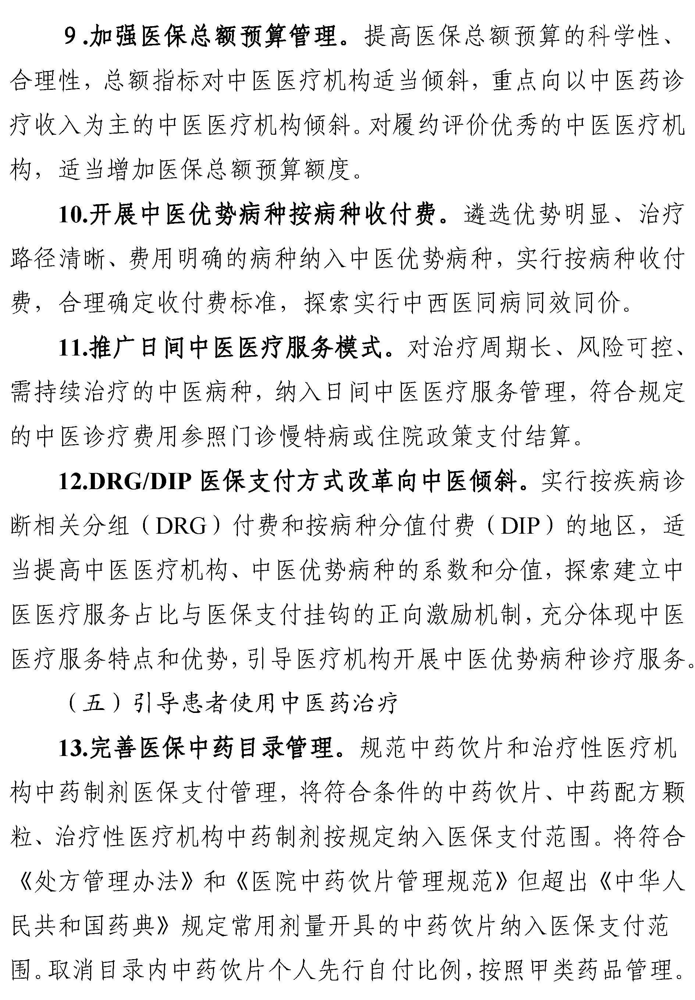 9 .加强医保总额预算管理。提高医保总额预算的科学性、
合理性，总额指标对中医医疗机构适当倾斜，重点向以中医药诊
疗收入为主的中医医疗机构倾斜。对履约评价优秀的中医医疗机
构，适当增加医保总额预算额度。
10.开展中医优势病种按病种收付费。遴选优势明显、治疗
路径清晰、费用明确的病种纳入中医优势病种，实行按病种收付
费，合理确定收付费标准，探索实行中西医同病同效同价。
11.推广日间中医医疗服务模式。对治疗周期长、风险可控、
需持续治疗的中医病种，纳入日间中医医疗服务管理，符合规定
的中医诊疗费用参照门诊慢特病或住院政策支付结算。
12.DRG/DIP 医保支付方式改革向中医倾斜。实行按疾病诊
断相关分组（DRG）付费和按病种分值付费（DIP）的地区，适
当提高中医医疗机构、中医优势病种的系数和分值，探索建立中
医医疗服务占比与医保支付挂钩的正向激励机制，充分体现中医
医疗服务特点和优势，引导医疗机构开展中医优势病种诊疗服务。
（五）引导患者使用中医药治疗
13.完善医保中药目录管理。规范中药饮片和治疗性医疗机
构中药制剂医保支付管理，将符合条件的中药饮片、中药配方颗
粒、治疗性医疗机构中药制剂按规定纳入医保支付范围。将符合
《处方管理办法》和《医院中药饮片管理规范》但超出《中华人
民共和国药典》规定常用剂量开具的中药饮片纳入医保支付范
围。取消目录内中药饮片个人先行自付比例，按照甲类药品管理。